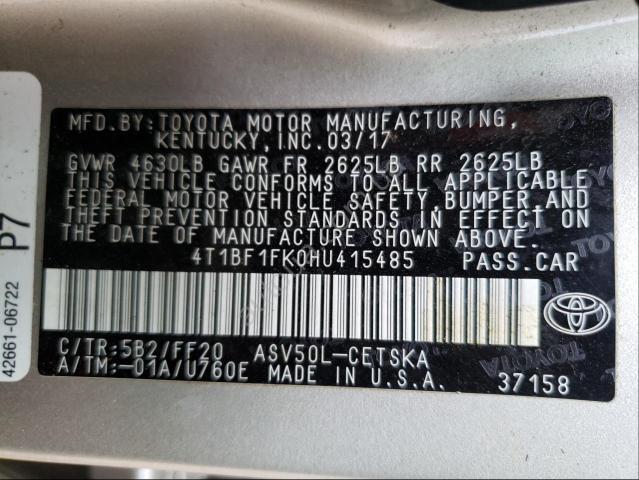 MFD.BY:TOYOTA MOTOR MANUFACTURING,
KENTUCKY, INC. 03/17
GVWR 4630LB GAWR FR 2625LB RR 2625LB
THIS VEHICLE CONFORMS TO ALL APPLICABLE
FEDERAL MOTOR VEHICLE SAFETY, BUMPER, AND
THEFT PREVENTION STANDARDS IN EFFECT ON
THE DATE OF MANUFACTURE SHOWN ABOVE.
4T1BF1FK0HU415485 PASS.CAR
C/TR:5B2/FF20 ASV50L-CETSKA
A/TM:-01A/U760E MADE IN U.S.A. 37158
42661-06722 P7
TOYOTA